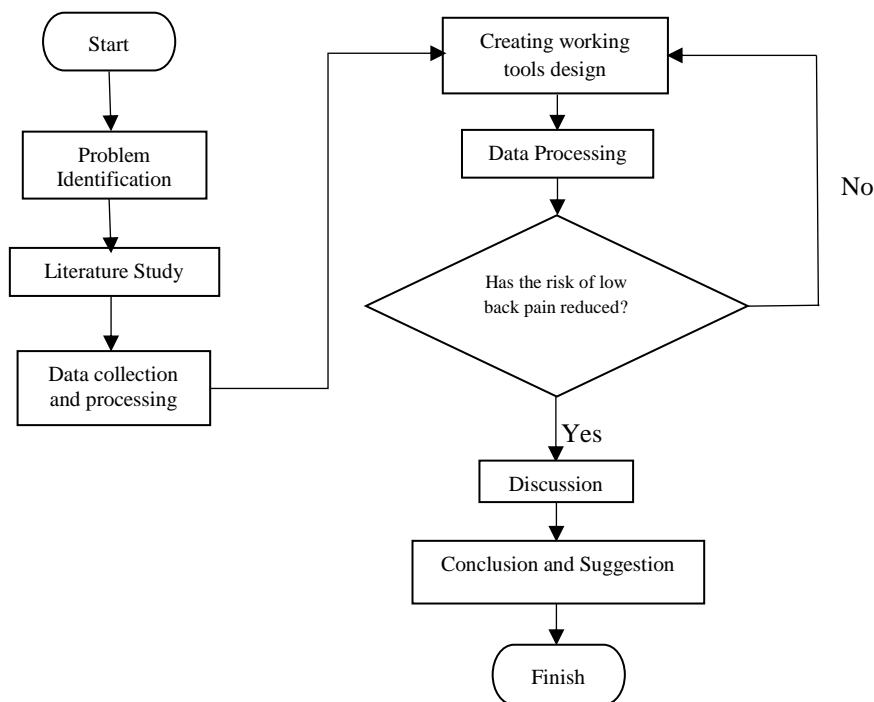 Start
Problem
Identification
Literature Study
Data collection
and processing
Creating working
tools design
Data Processing
Has the risk of low
back pain reduced?
No
Yes
Discussion
Conclusion and Suggestion
Finish